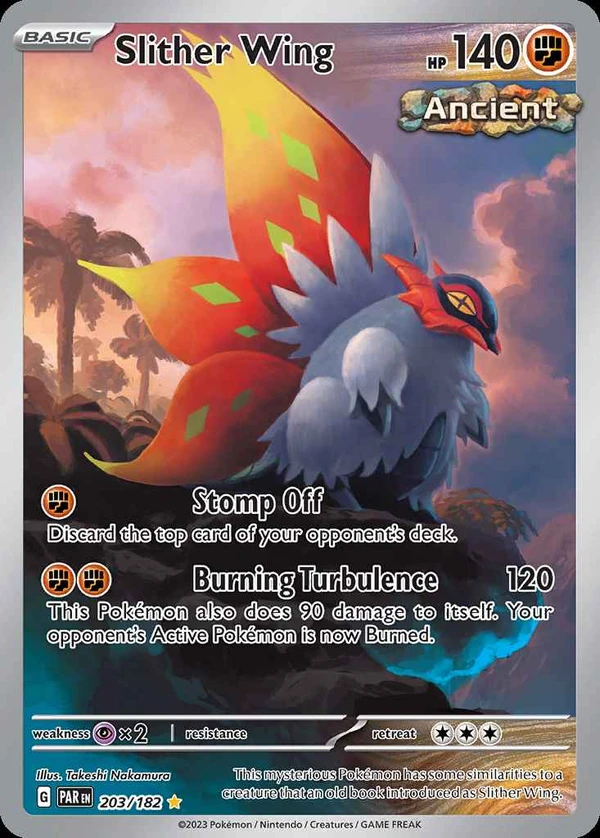 BASIC
Slither Wing
HP 140
Ancient
Stomp Off
Discard the top card of your opponent's deck.
Burning Turbulence 120
This Pokémon also does 90 damage to itself. Your
opponent's Active Pokémon is now Burned.
weakness ×2 resistance retreat
Illus. Takeshi Nakamura
This mysterious Pokémon has some similarities to a
creature that an old book introduced as Slither Wing.
G PAR EN 203/182
©2023 Pokémon / Nintendo / Creatures / GAME FREAK